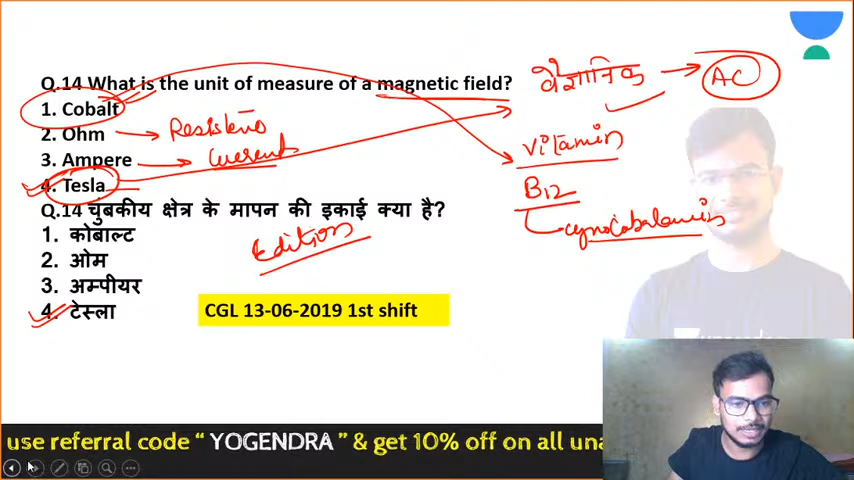 Q.14 What is the unit of measure of a magnetic field?
1. Cobalt
2. Ohm
3. Ampere
4. Tesla
Q.14 चुबकीय क्षेत्र के मापन की इकाई क्या है?
1. कोबाल्ट
2. ओम
3. अम्पीयर
4. टेस्ला
CGL 13-06-2019 1st shift
वैज्ञानिक
AC
vitamin
B12
Edition
use referral code “ YOGENDRA ” & get 10% off on all una